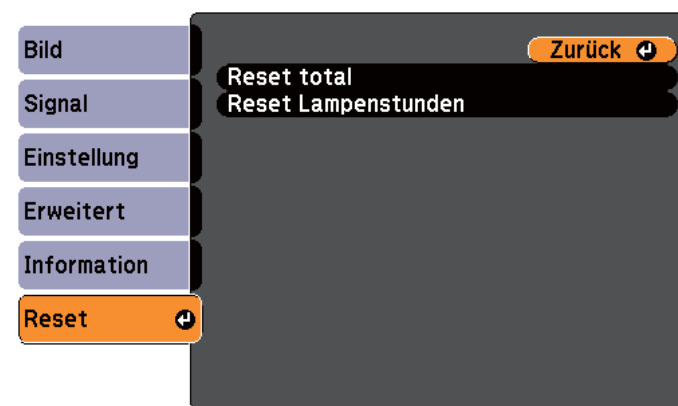 Bild
Signal
Einstellung
Erweitert
Information
Reset
Zurück
Reset total
Reset Lampenstunden